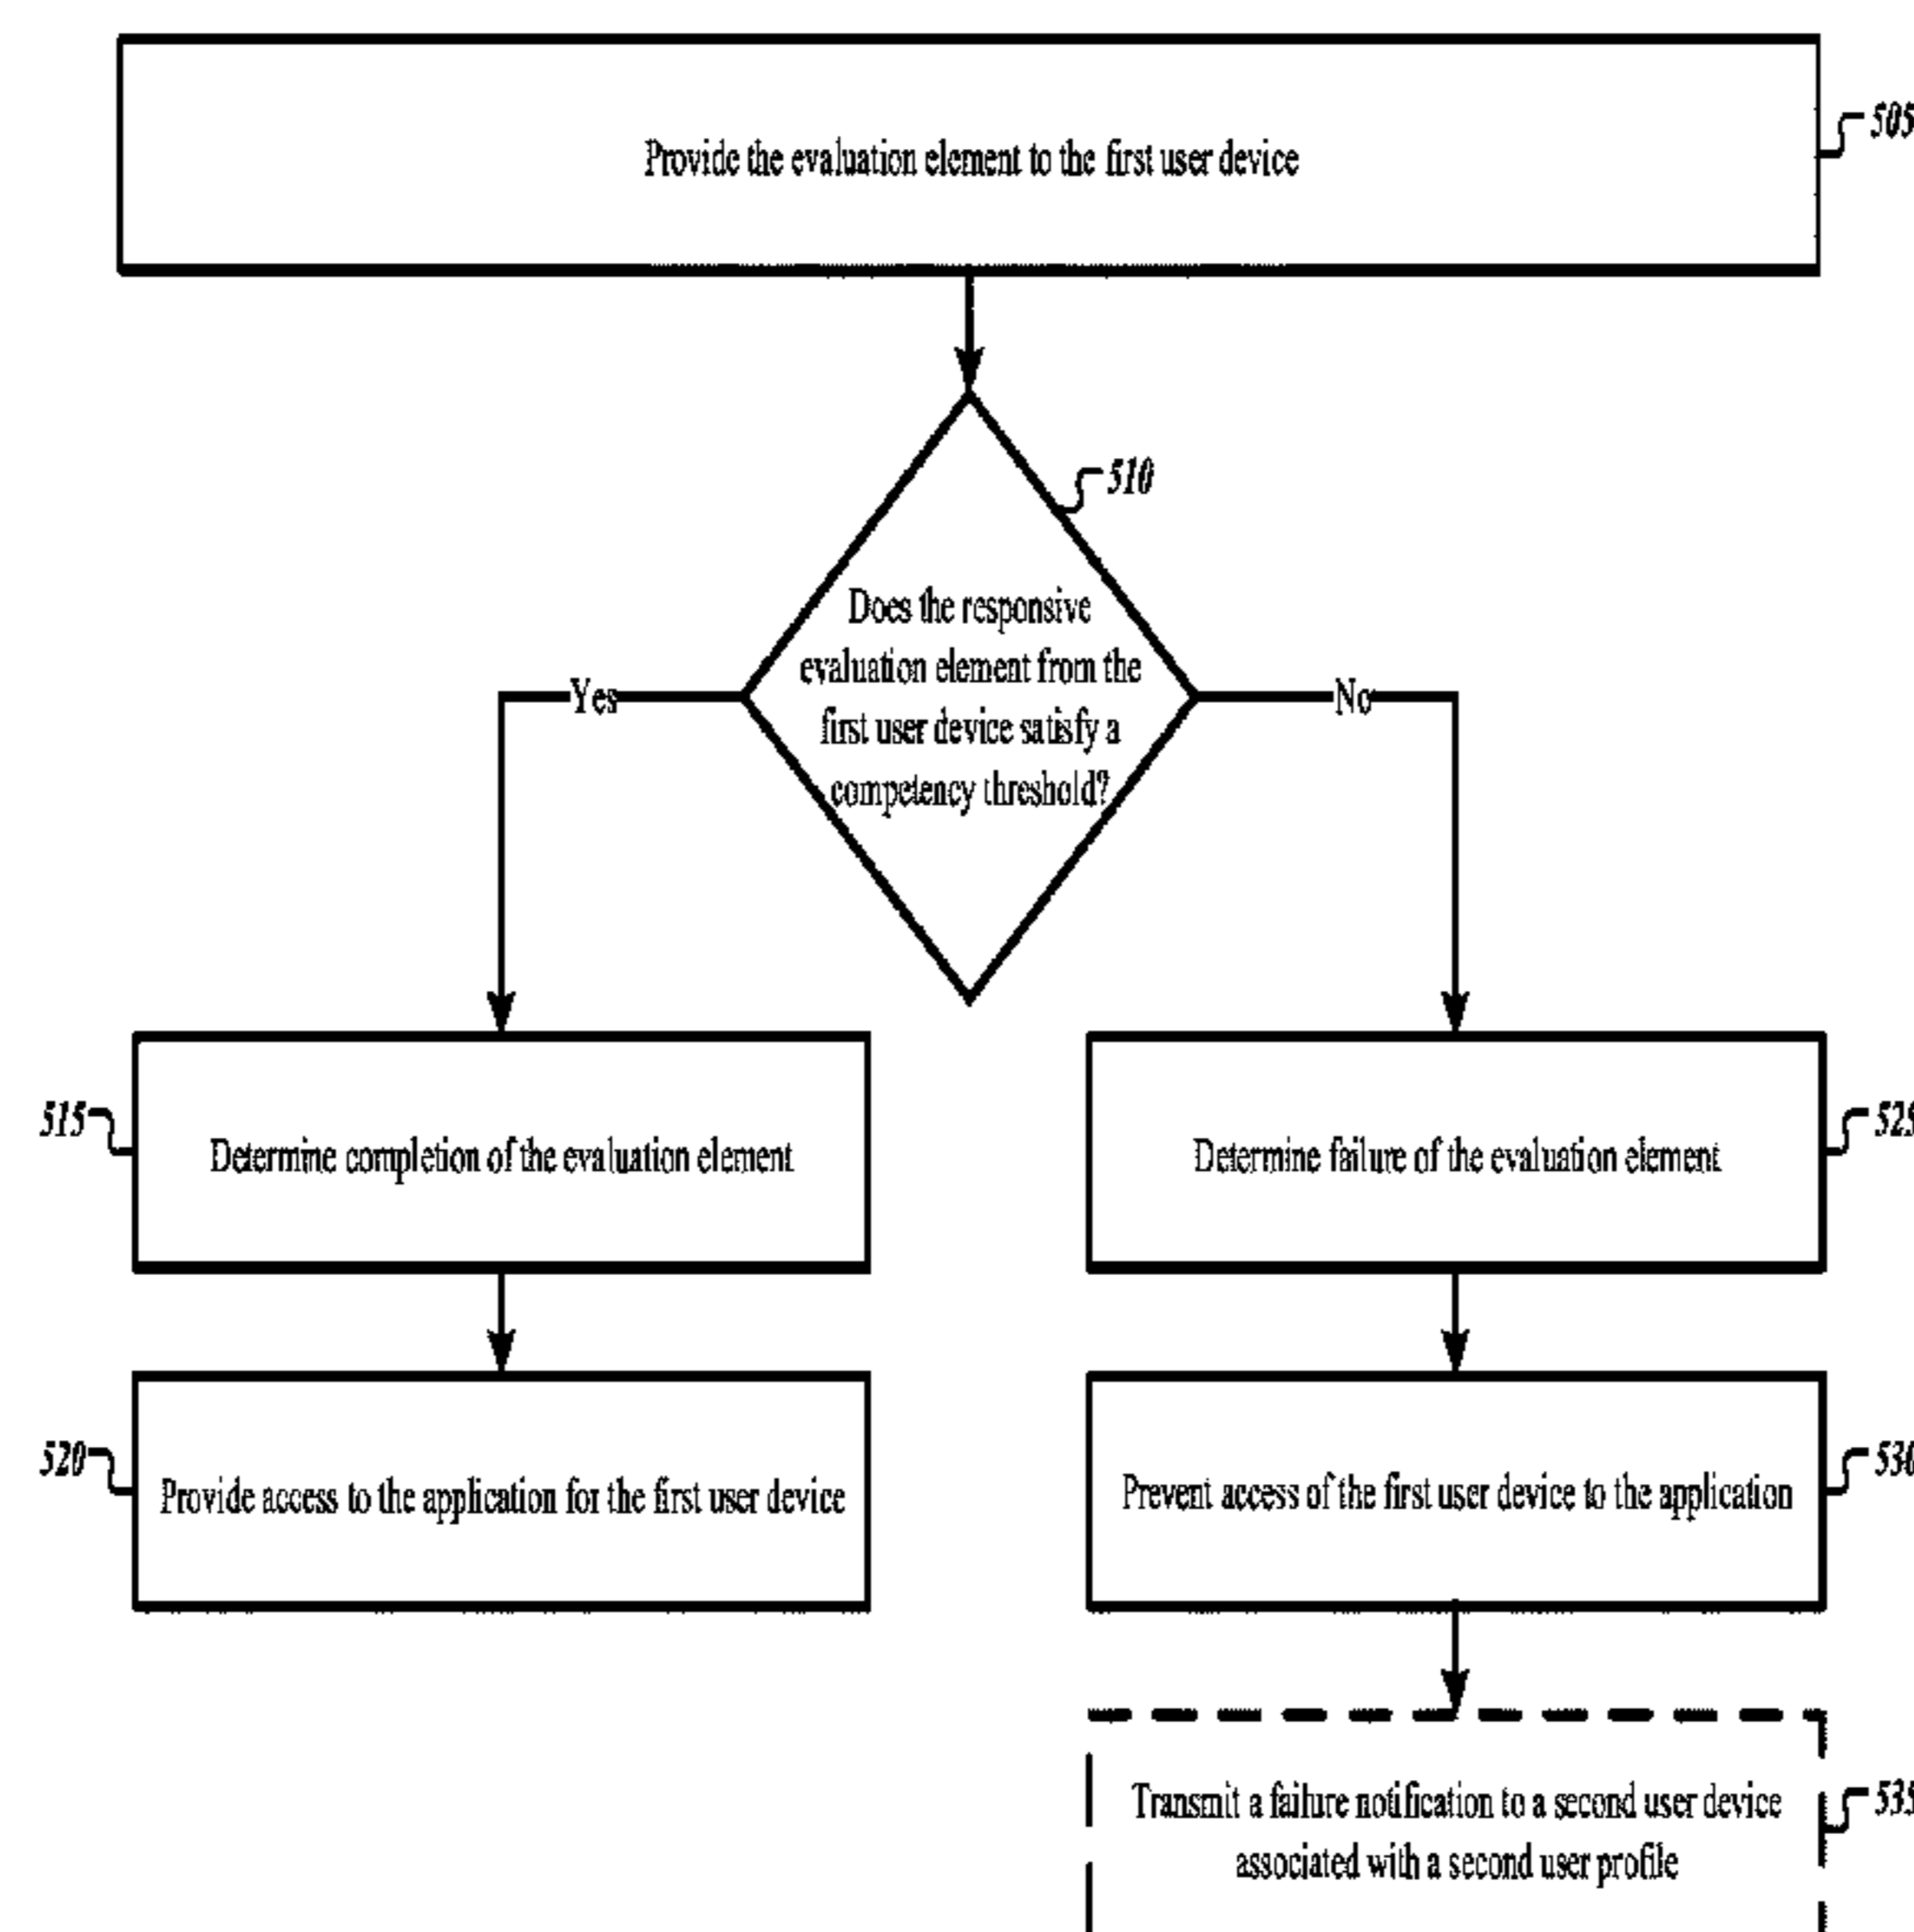 Provide the evaluation element to the first user device
505
510
Does the responsive
evaluation element from the
first user device satisfy a
competency threshold?
Yes
No
515
Determine completion of the evaluation element
Determine failure of the evaluation element
525
520
Provide access to the application for the first user device
Prevent access of the first user device to the application
530
Transmit a failure notification to a second user device
associated with a second user profile
535